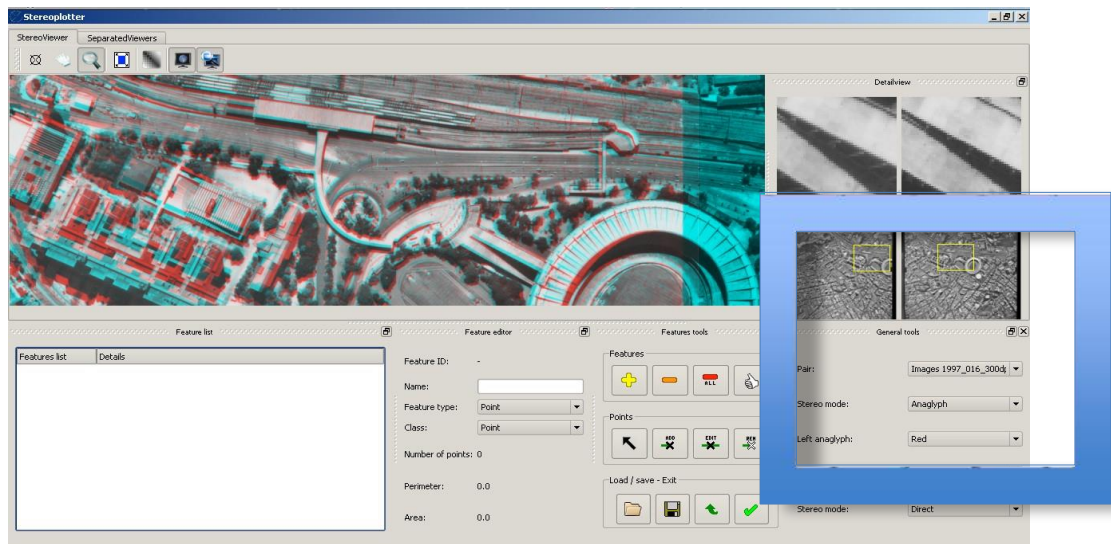 Stereoplotter
StereoViewer SeparatedViewers
Detailview
Feature list Feature editor Features tools General tools
Features list Details
Feature ID: -
Name:
Feature type: Point
Class: Point
Number of points: 0
Perimeter: 0.0
Area: 0.0
Features
ALL
Points
ADD EDIT REM
Load / save - Exit
Pair: Images 1997_016_300dp
Stereo mode: Anaglyph
Left anaglyph: Red
Stereo mode: Direct